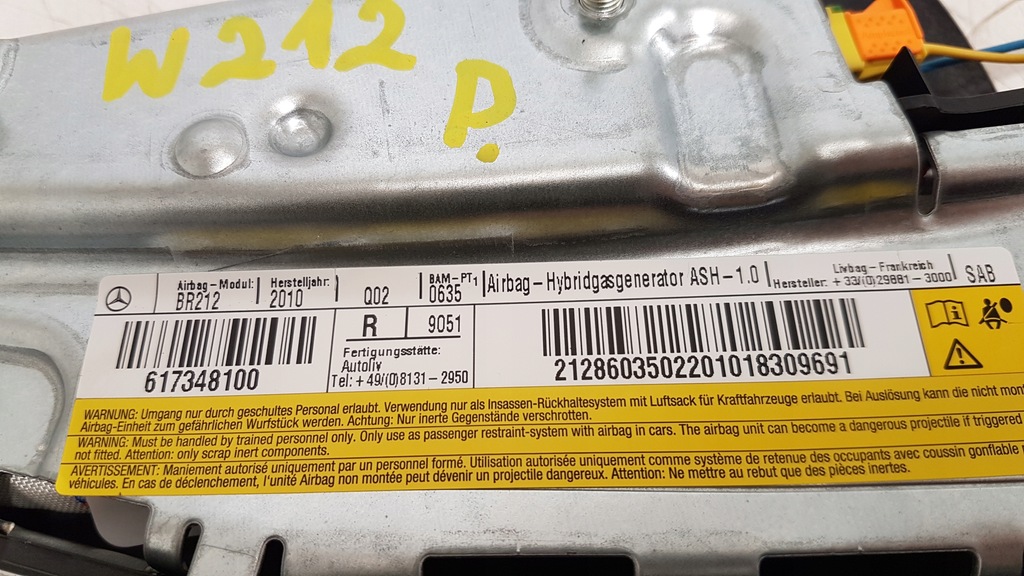 W212
P.
Airbag-Modul:
BR212
Herstelljahr:
2010
Q02
BAM-PT1
0635
Airbag-Hybridgasgenerator ASH-1.0
Livbag-Frankreich
Hersteller: +33/(0)29881-3000
SAB
617348100
R
9051
Fertigungsstätte:
Autoliv
Tel: +49/(0)8131-2950
2128603502201018309691
WARNUNG: Umgang nur durch geschultes Personal erlaubt. Verwendung nur als Insassen-Rückhaltesystem mit Luftsack für Kraftfahrzeuge erlaubt. Bei Auslösung kann die nicht mont
Airbag-Einheit zum gefährlichen Wurfstück werden. Achtung: Nur inerte Gegenstände verschrotten.
WARNING: Must be handled by trained personnel only. Only use as passenger restraint-system with airbag in cars. The airbag unit can become a dangerous projectile if triggered
not fitted. Attention: only scrap inert components.
AVERTISSEMENT: Maniement autorisé uniquement par un personnel formé. Utilisation autorisée uniquement comme système de retenue des occupants avec coussin gonflable
véhicules. En cas de déclenchement, l'unité Airbag non montée peut devenir un projectile dangereux. Attention: Ne mettre au rebut que des pièces inertes.